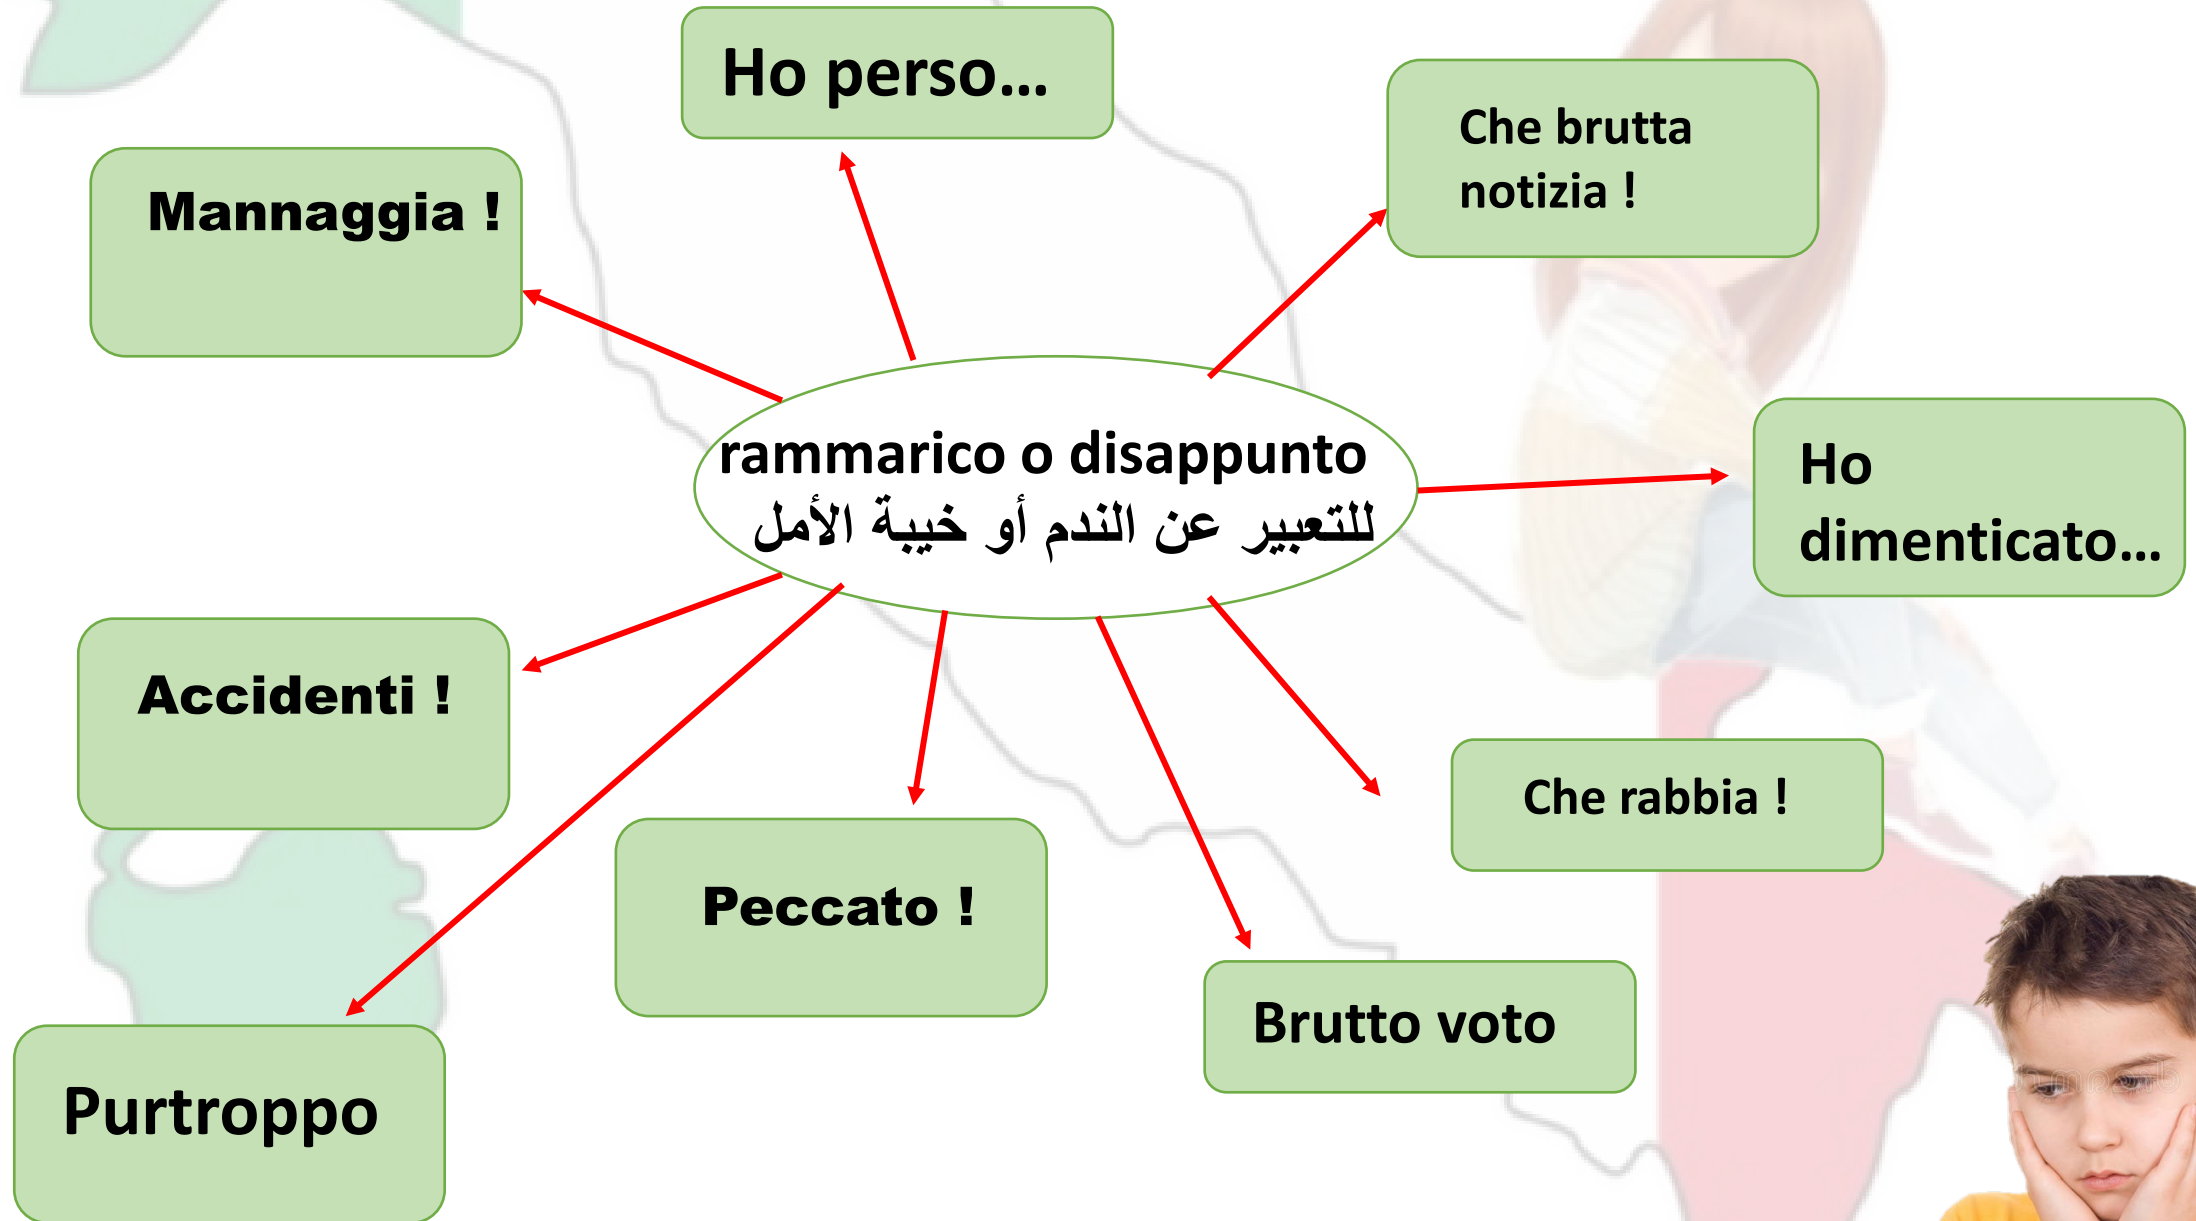 Ho perso...
Che brutta
notizia !
Mannaggia !
rammarico o disappunto
للتعبير عن الندم أو خيبة الأمل
Ho
dimenticato...
Accidenti !
Che rabbia !
Peccato !
Brutto voto
Purtroppo